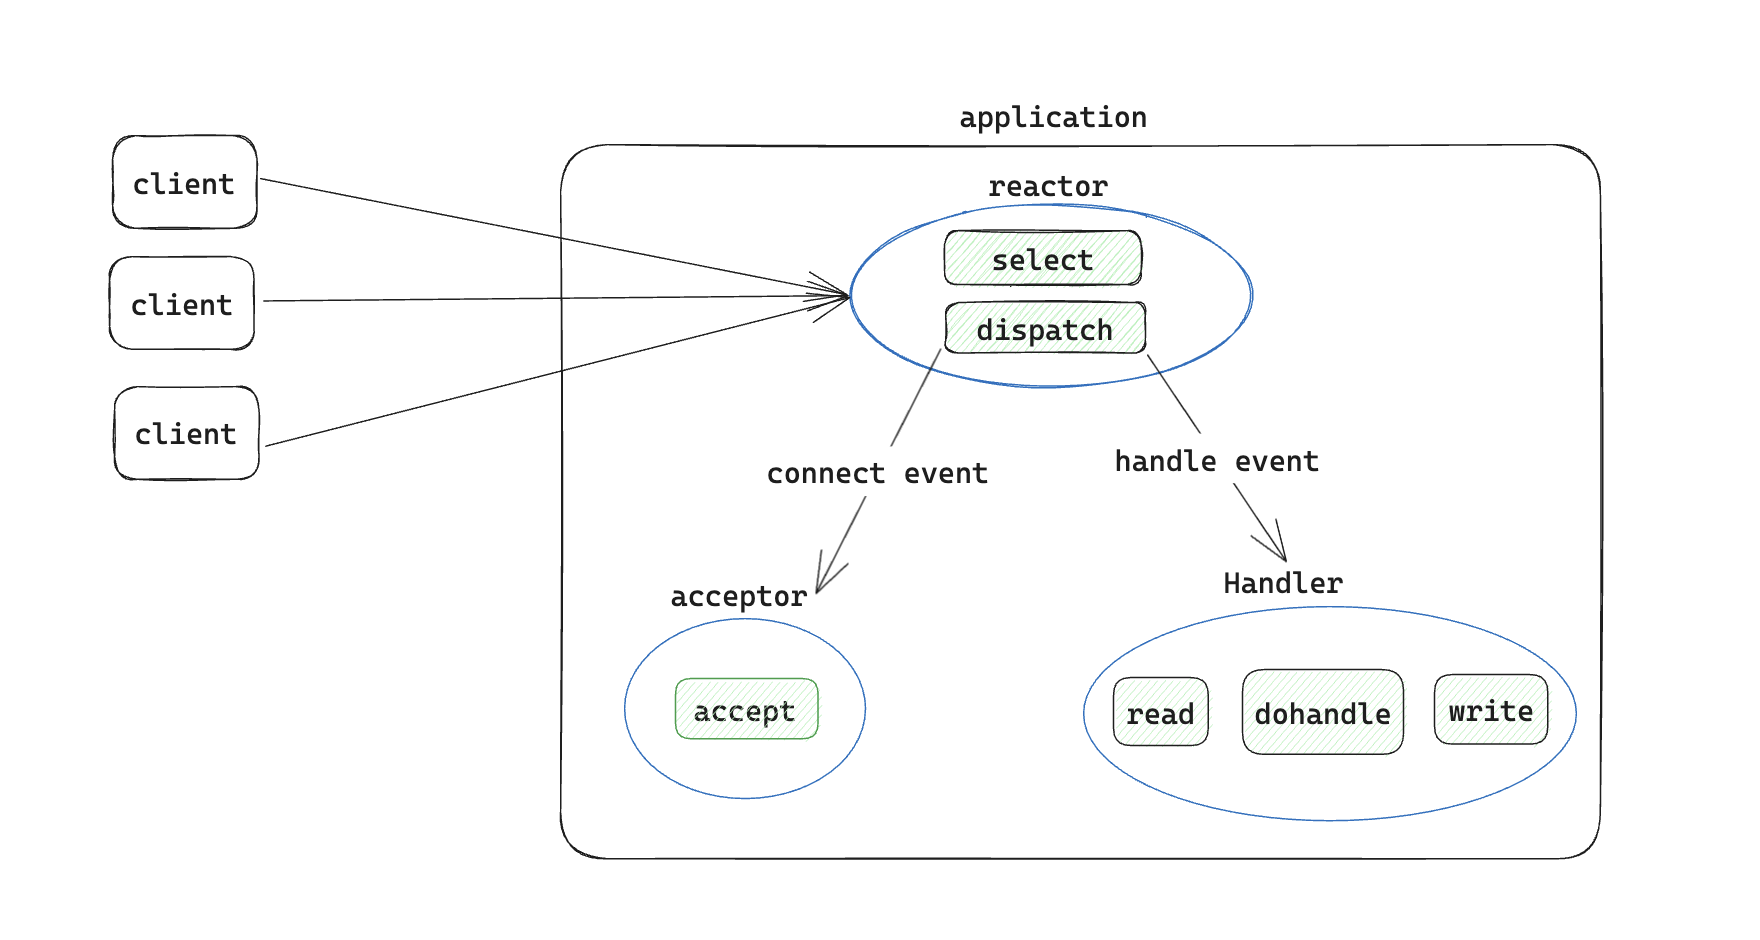 application
client
client
client
reactor
select
dispatch
connect event
handle event
acceptor
accept
Handler
read
dohandle
write